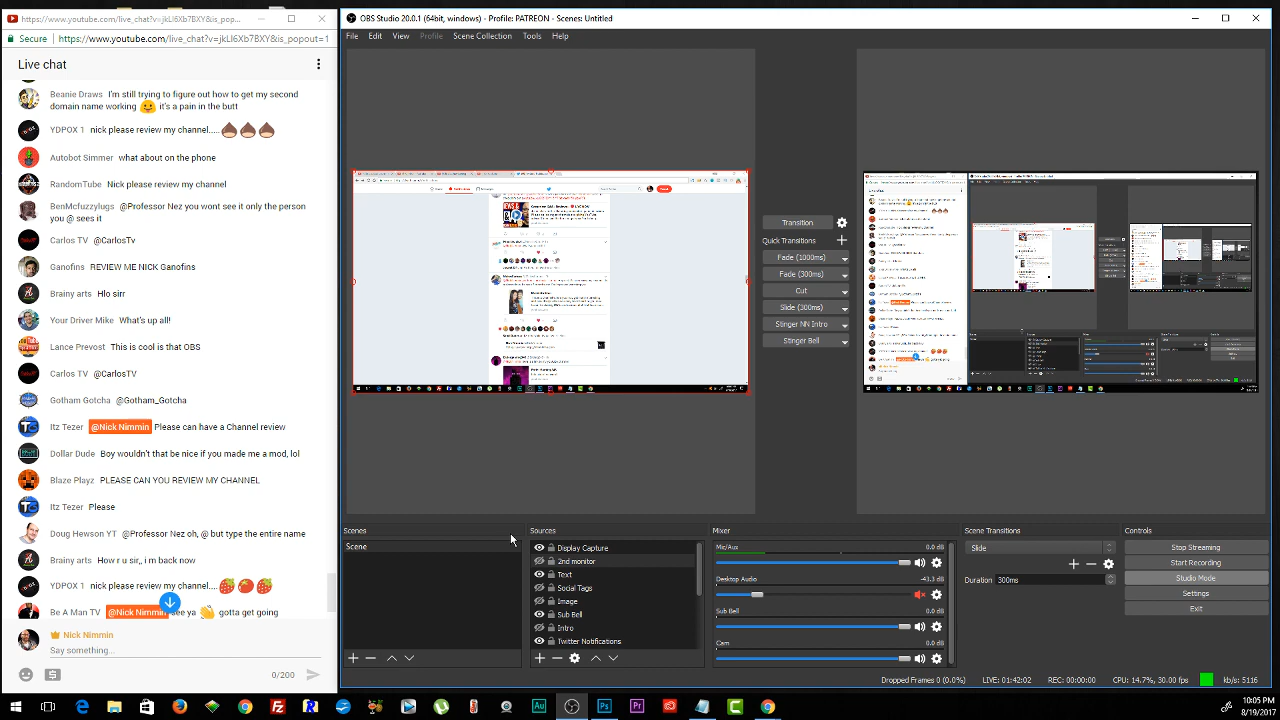 https://www.youtube.com/live_chat?v=jkLI6Xb7BXY&is_pop...
Secure
https://www.youtube.com/live_chat?v=jkLI6Xb7BXY&is_popout=1
Live chat
Beanie Draws I'm still trying to figure out how to get my second
domain name working it's a pain in the butt
YDPOX 1 nick please review my channel.....
Autobot Simmer what about on the phone
RandomTube Nick please review my channel
BenMcfuzzylugs @Professor Nez you wont see it only the person
you @ sees it
Carlos TV @CarlosTv
Ganofins REVIEW ME NICK Ganofins
Brainy arts Hlo sirr
Your Driver Mike What's up all!
Lance Prevost This is cool is this OBS
Carlos TV @CarlosTV
Gotham Gotcha @Gotham_Gotcha
Itz Tezer @Nick Nimmin Please can have a Channel review
Dollar Dude Boy wouldn't that be nice if you made me a mod, lol
Blaze Playz PLEASE CAN YOU REVIEW MY CHANNEL
Itz Tezer Please
Doug Hewson YT @Professor Nez oh, @ but type the entire name
Brainy arts How r u sir,, i m back now
YDPOX 1 nick please review my channel.....
Be A Man TV @Nick Nimmin see ya gotta get going
Nick Nimmin
Say something...
0/200
OBS Studio 20.0.1 (64bit, windows) - Profile: PATREON - Scenes: Untitled
File Edit View Profile Scene Collection Tools Help
Transition
Quick Transitions
Fade (1000ms)
Fade (300ms)
Cut
Slide (300ms)
Stinger NN Intro
Stinger Bell
Scenes
Scene
Sources
Display Capture
2nd monitor
Text
Social Tags
Image
Sub Bell
Intro
Twitter Notifications
Mixer
Mic/Aux 0.0 dB
Desktop Audio -43.3 dB
Sub Bell 0.0 dB
Cam 0.0 dB
Scene Transitions
Slide
Duration 300ms
Controls
Stop Streaming
Start Recording
Studio Mode
Settings
Exit
Dropped Frames 0 (0.0%) LIVE: 01:42:02 REC: 00:00:00 CPU: 14.7%, 30.00 fps kb/s: 5116
Au
Ps
Pr
10:05 PM
8/19/2017